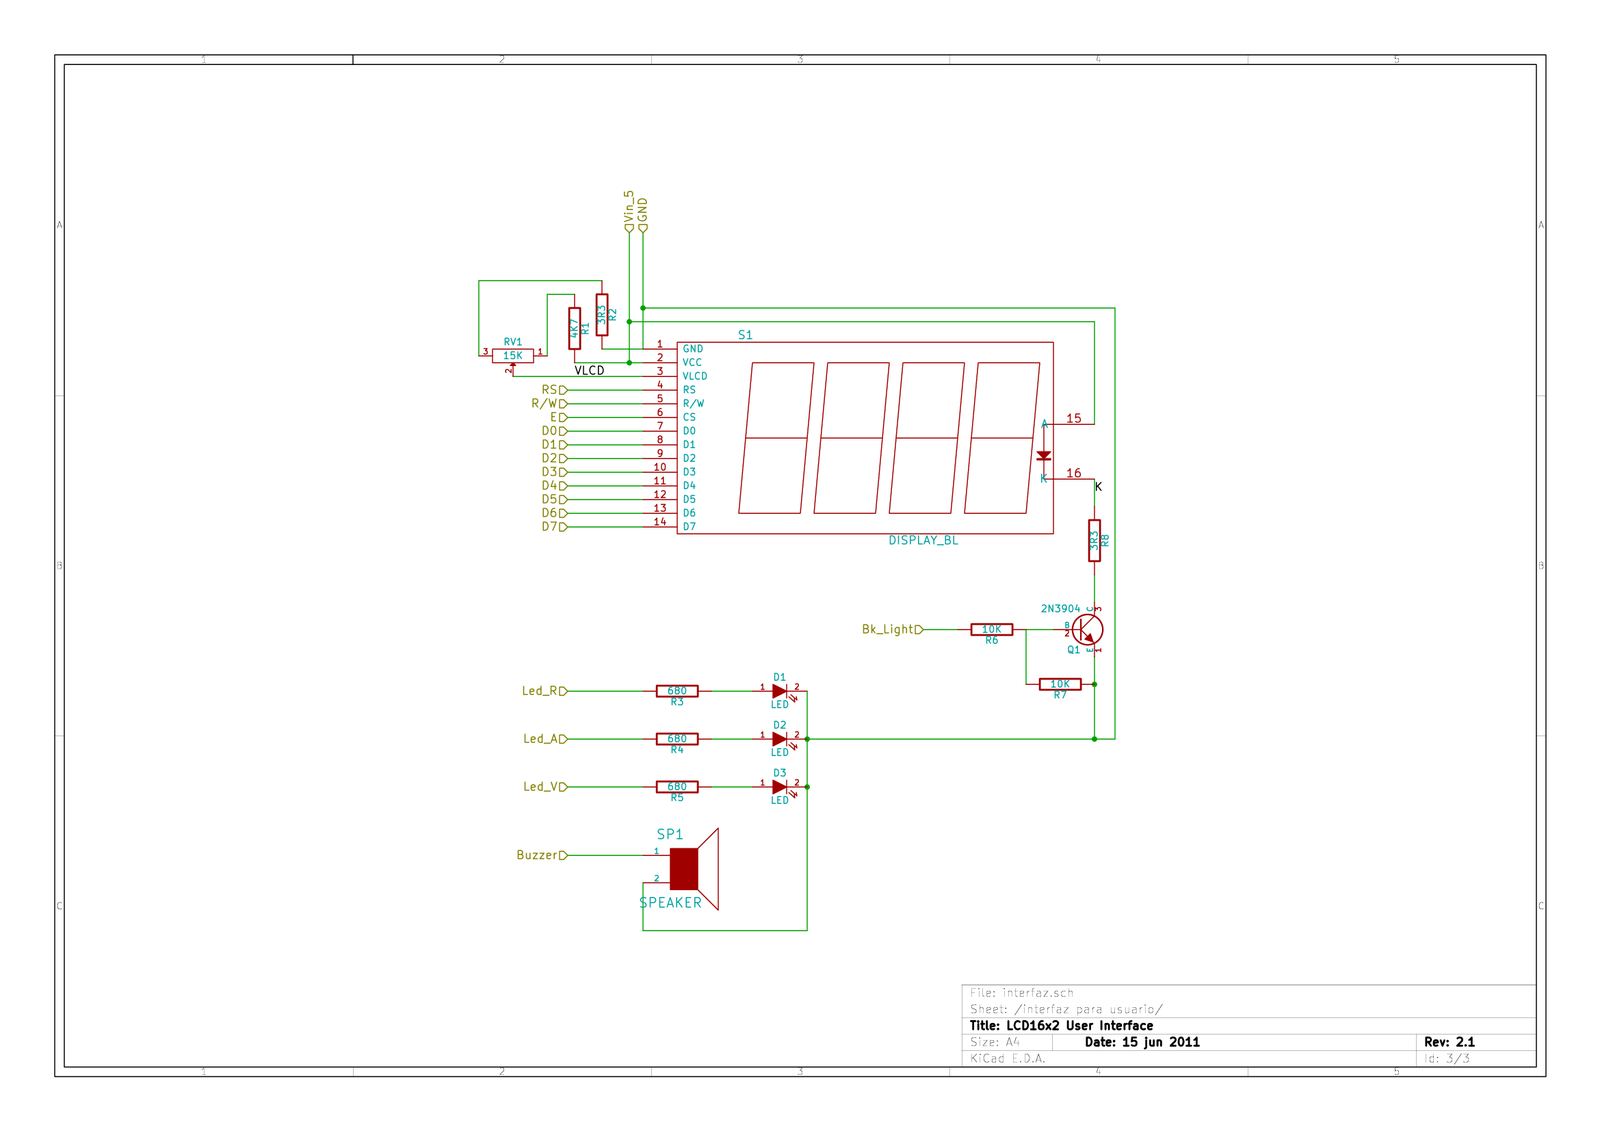 1 2 3 4 5
A A
Vin_5
GND
S1
3R3 R2
4K7 R1
RV1
3 15K 1
2
VLCD
1 GND
2 VCC
3 VLCD
RS 4 RS
R/W 5 R/W
E 6 CS
D0 7 D0
D1 8 D1
D2 9 D2
D3 10 D3
D4 11 D4
D5 12 D5
D6 13 D6
D7 14 D7
A 15
K 16
K
DISPLAY_BL
3R3 R8
B B
2N3904 C 3
Bk_Light 10K B 2
R6 Q1 E 1
10K
R7
D1
Led_R 680 1 2
R3 LED
D2
Led_A 680 1 2
R4 LED
D3
Led_V 680 1 2
R5 LED
SP1
Buzzer 1
2
SPEAKER
C C
File: interfaz.sch
Sheet: /interfaz para usuario/
Title: LCD16x2 User Interface
Size: A4 Date: 15 jun 2011 Rev: 2.1
KiCad E.D.A. Id: 3/3
1 2 3 4 5